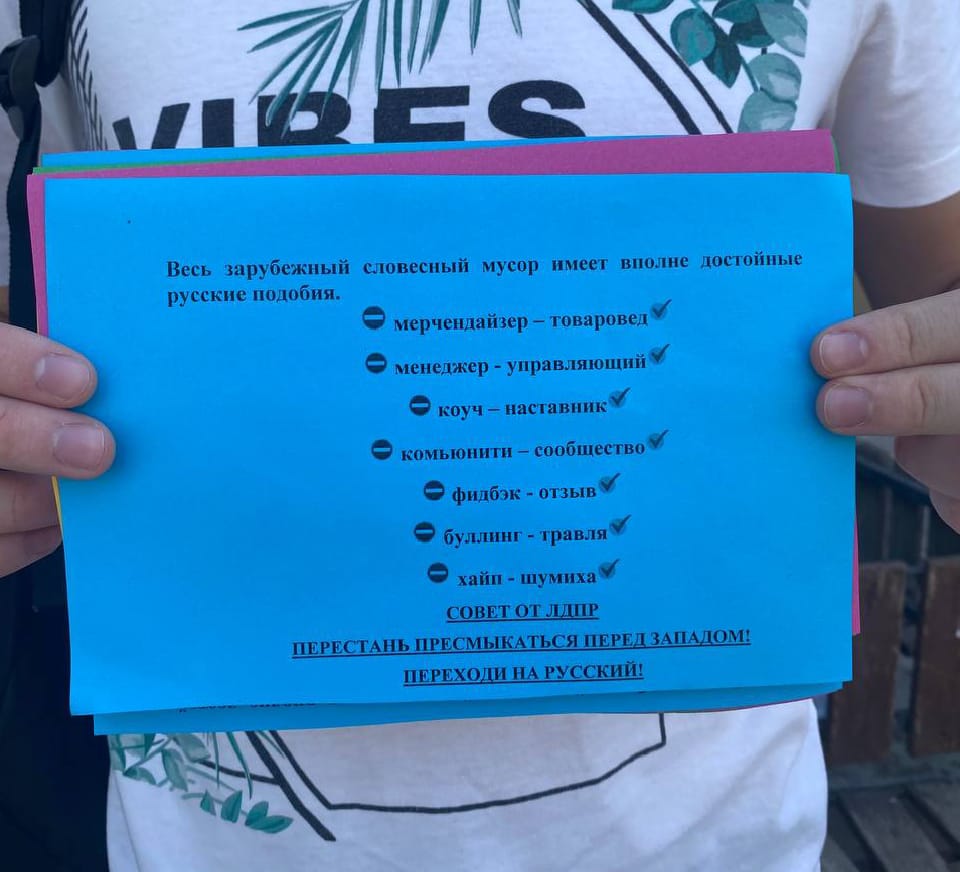 VIBES
Весь зарубежный словесный мусор имеет вполне достойные
русские подобия.
мерчендайзер – товаровед
менеджер - управляющий
коуч – наставник
комьюнити – сообщество
фидбэк - отзыв
буллинг - травля
хайп - шумиха
СОВЕТ ОТ ЛДПР
ПЕРЕСТАНЬ ПРЕСМЫКАТЬСЯ ПЕРЕД ЗАПАДОМ!
ПЕРЕХОДИ НА РУССКИЙ!